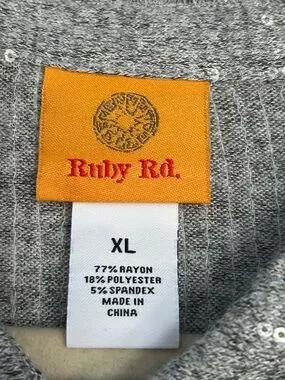 Ruby Rd.
XL
77% RAYON
18% POLYESTER
5% SPANDEX
MADE IN
CHINA